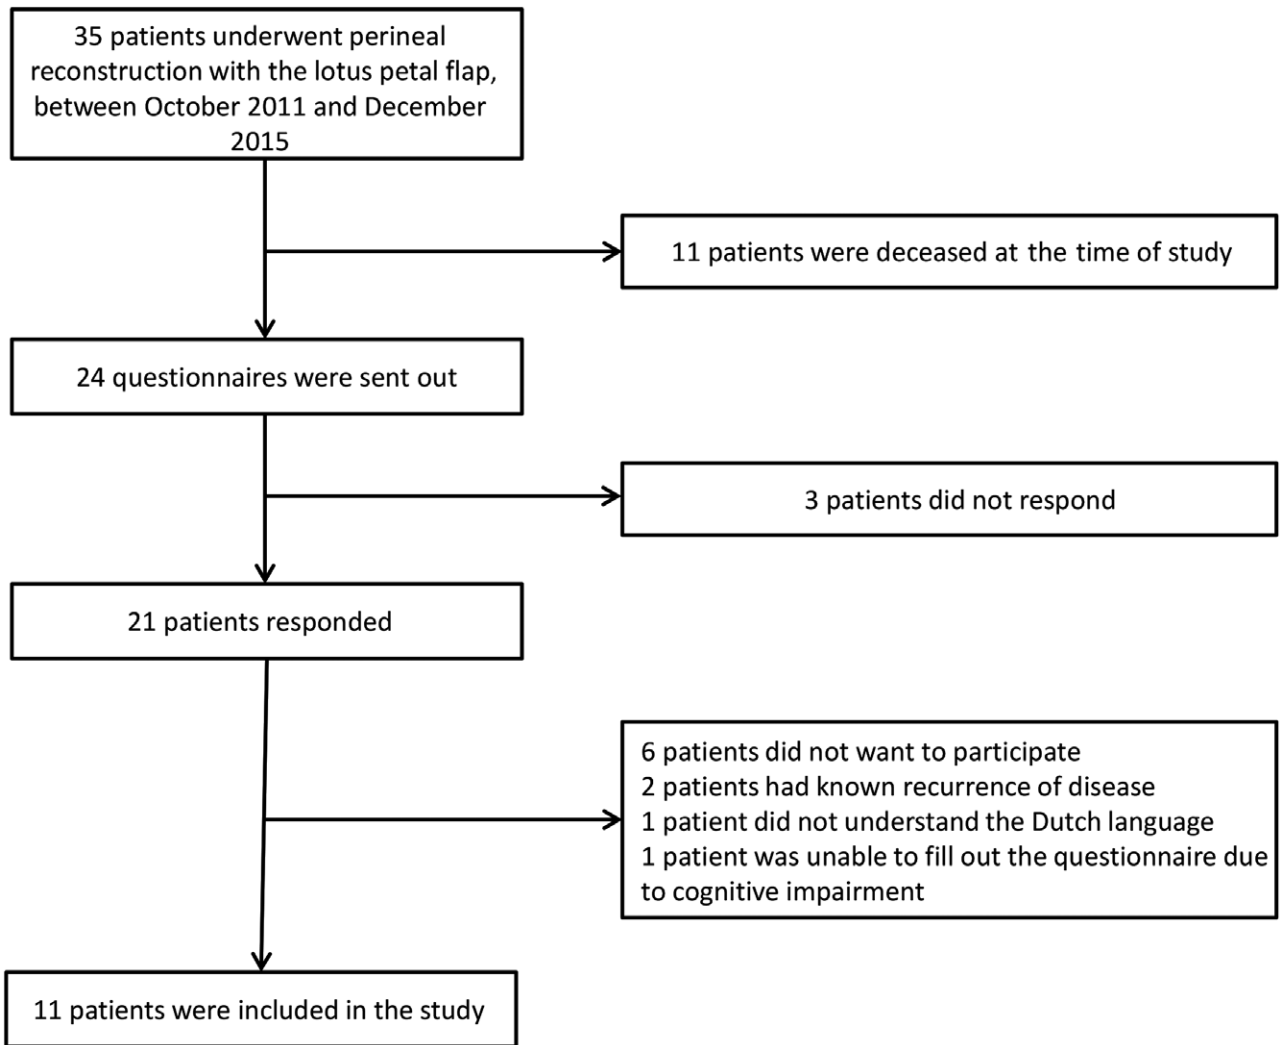 35 patients underwent perineal
reconstruction with the lotus petal flap,
between October 2011 and December
2015
11 patients were deceased at the time of study
24 questionnaires were sent out
3 patients did not respond
21 patients responded
6 patients did not want to participate
2 patients had known recurrence of disease
1 patient did not understand the Dutch language
1 patient was unable to fill out the questionnaire due
to cognitive impairment
11 patients were included in the study